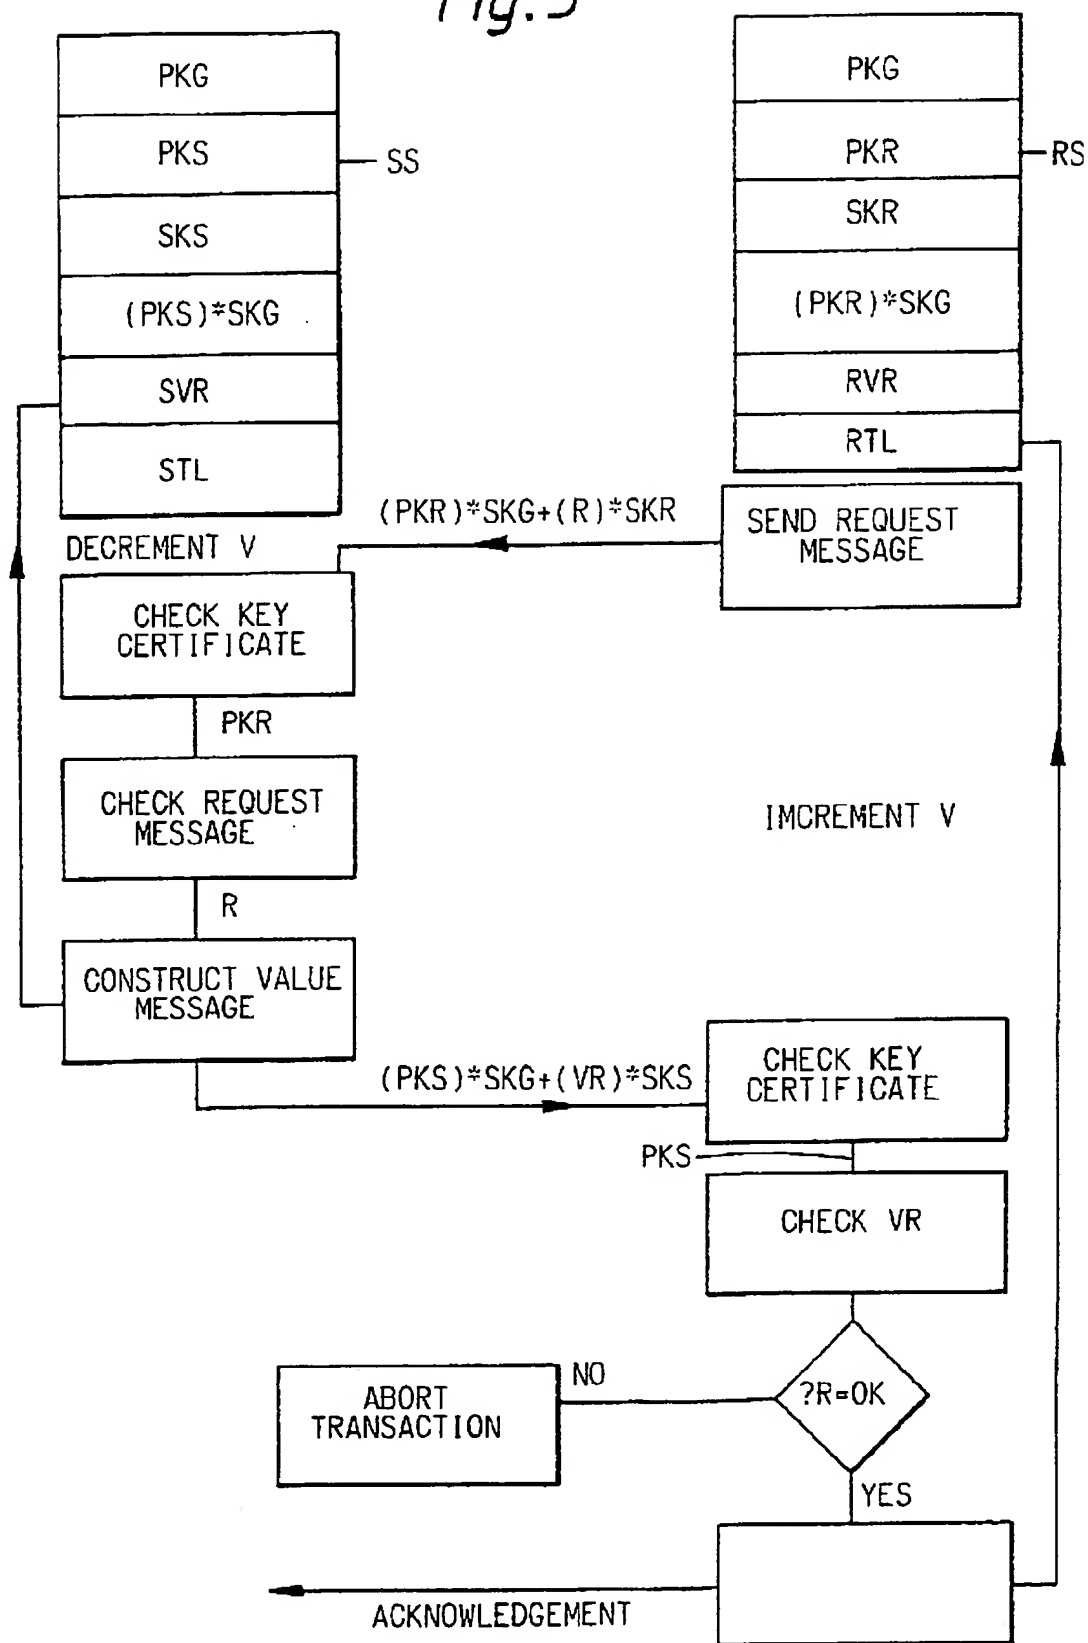 Fig. 3
PKG
PKS
SS
SKS
(PKS)*SKG
SVR
STL
PKG
PKR
RS
SKR
(PKR)*SKG
RVR
RTL
(PKR)*SKG+(R)*SKR
SEND REQUEST
MESSAGE
DECREMENT V
CHECK KEY
CERTIFICATE
PKR
CHECK REQUEST
MESSAGE
IMCREMENT V
R
CONSTRUCT VALUE
MESSAGE
(PKS)*SKG+(VR)*SKS
CHECK KEY
CERTIFICATE
PKS
CHECK VR
?R=OK
NO
ABORT
TRANSACTION
YES
ACKNOWLEDGEMENT